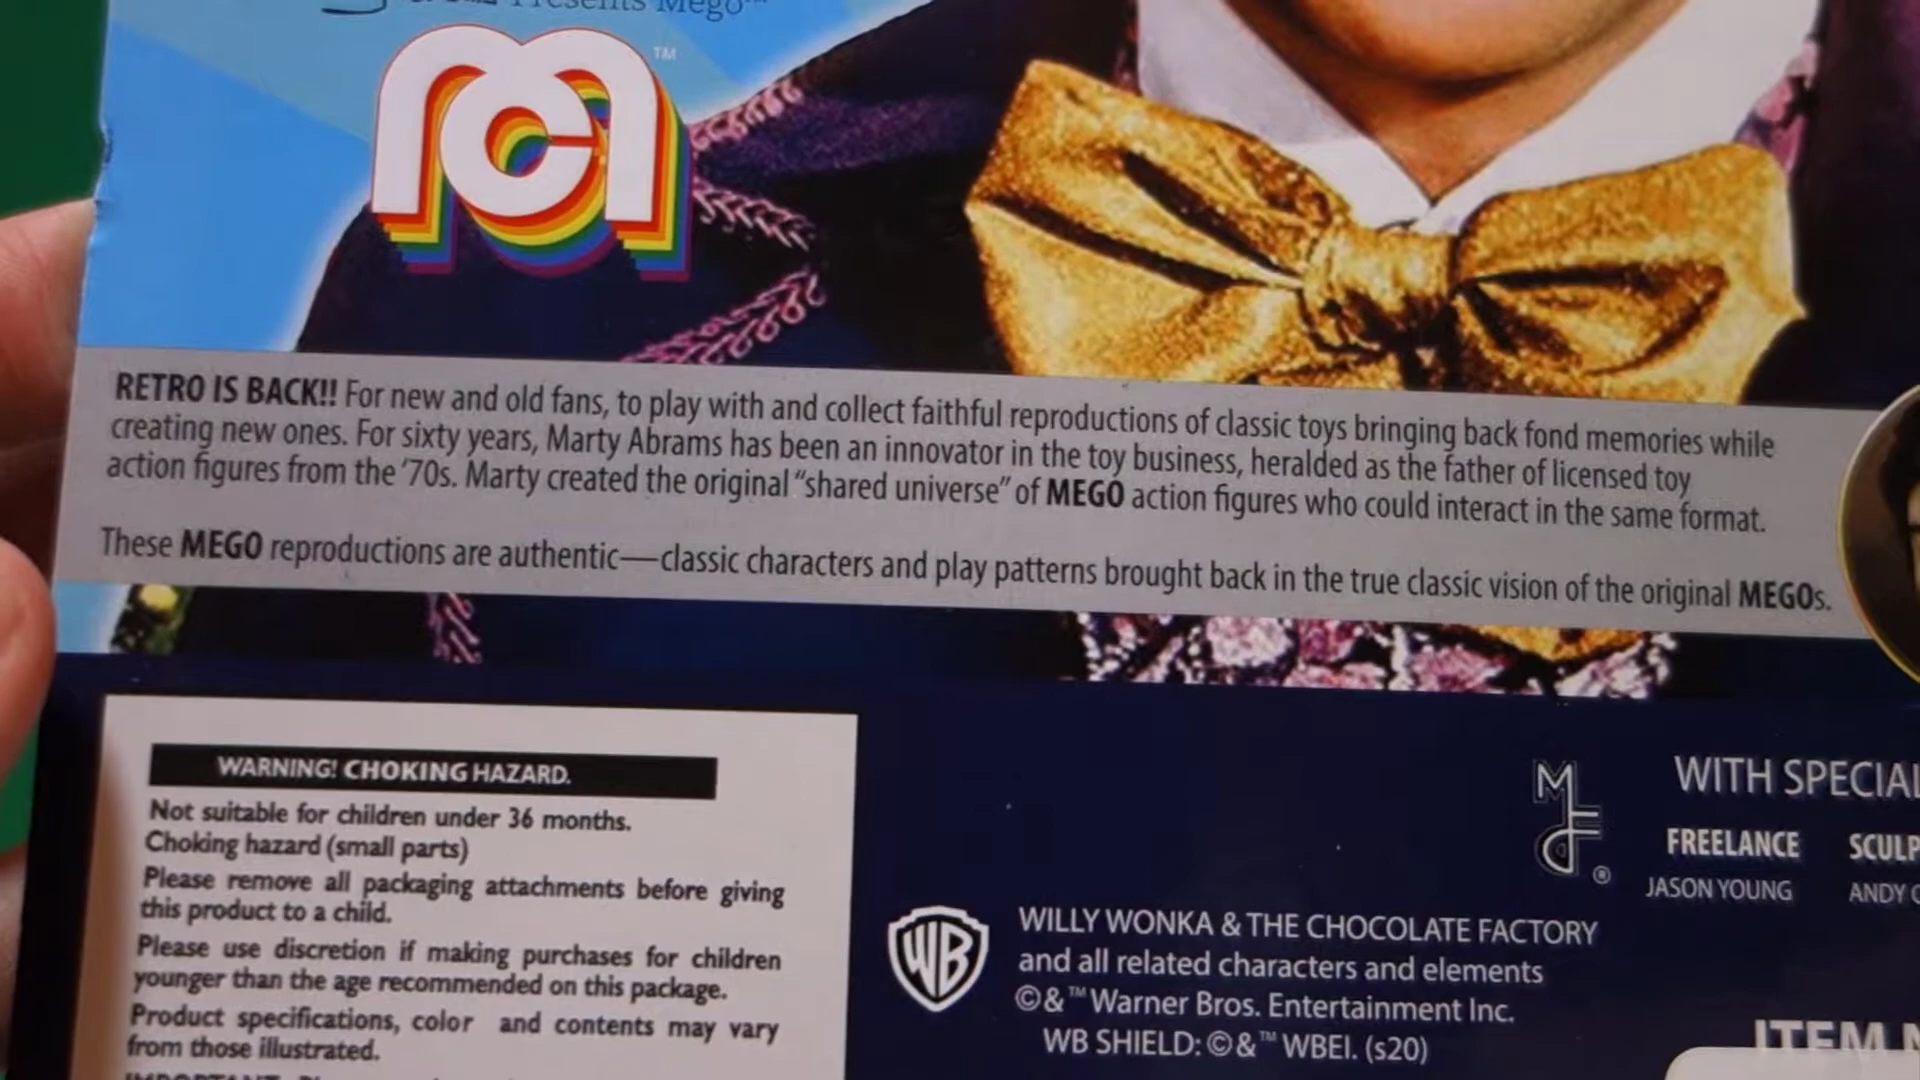 Presents Mego™
TM
RETRO IS BACK!! For new and old fans, to play with and collect faithful reproductions of classic toys bringing back fond memories while
creating new ones. For sixty years, Marty Abrams has been an innovator in the toy business, heralded as the father of licensed toy
action figures from the '70s. Marty created the original "shared universe" of MEGO action figures who could interact in the same format.
These MEGO reproductions are authentic—classic characters and play patterns brought back in the true classic vision of the original MEGOs.
WARNING! CHOKING HAZARD.
Not suitable for children under 36 months.
Choking hazard (small parts)
Please remove all packaging attachments before giving
this product to a child.
Please use discretion if making purchases for children
younger than the age recommended on this package.
Product specifications, color and contents may vary
from those illustrated.
WB
WILLY WONKA & THE CHOCOLATE FACTORY
and all related characters and elements
©&™ Warner Bros. Entertainment Inc.
WB SHIELD: ©&™ WBEI. (s20)
®
WITH SPECIAL
FREELANCE SCULP
JASON YOUNG ANDY
ITEM